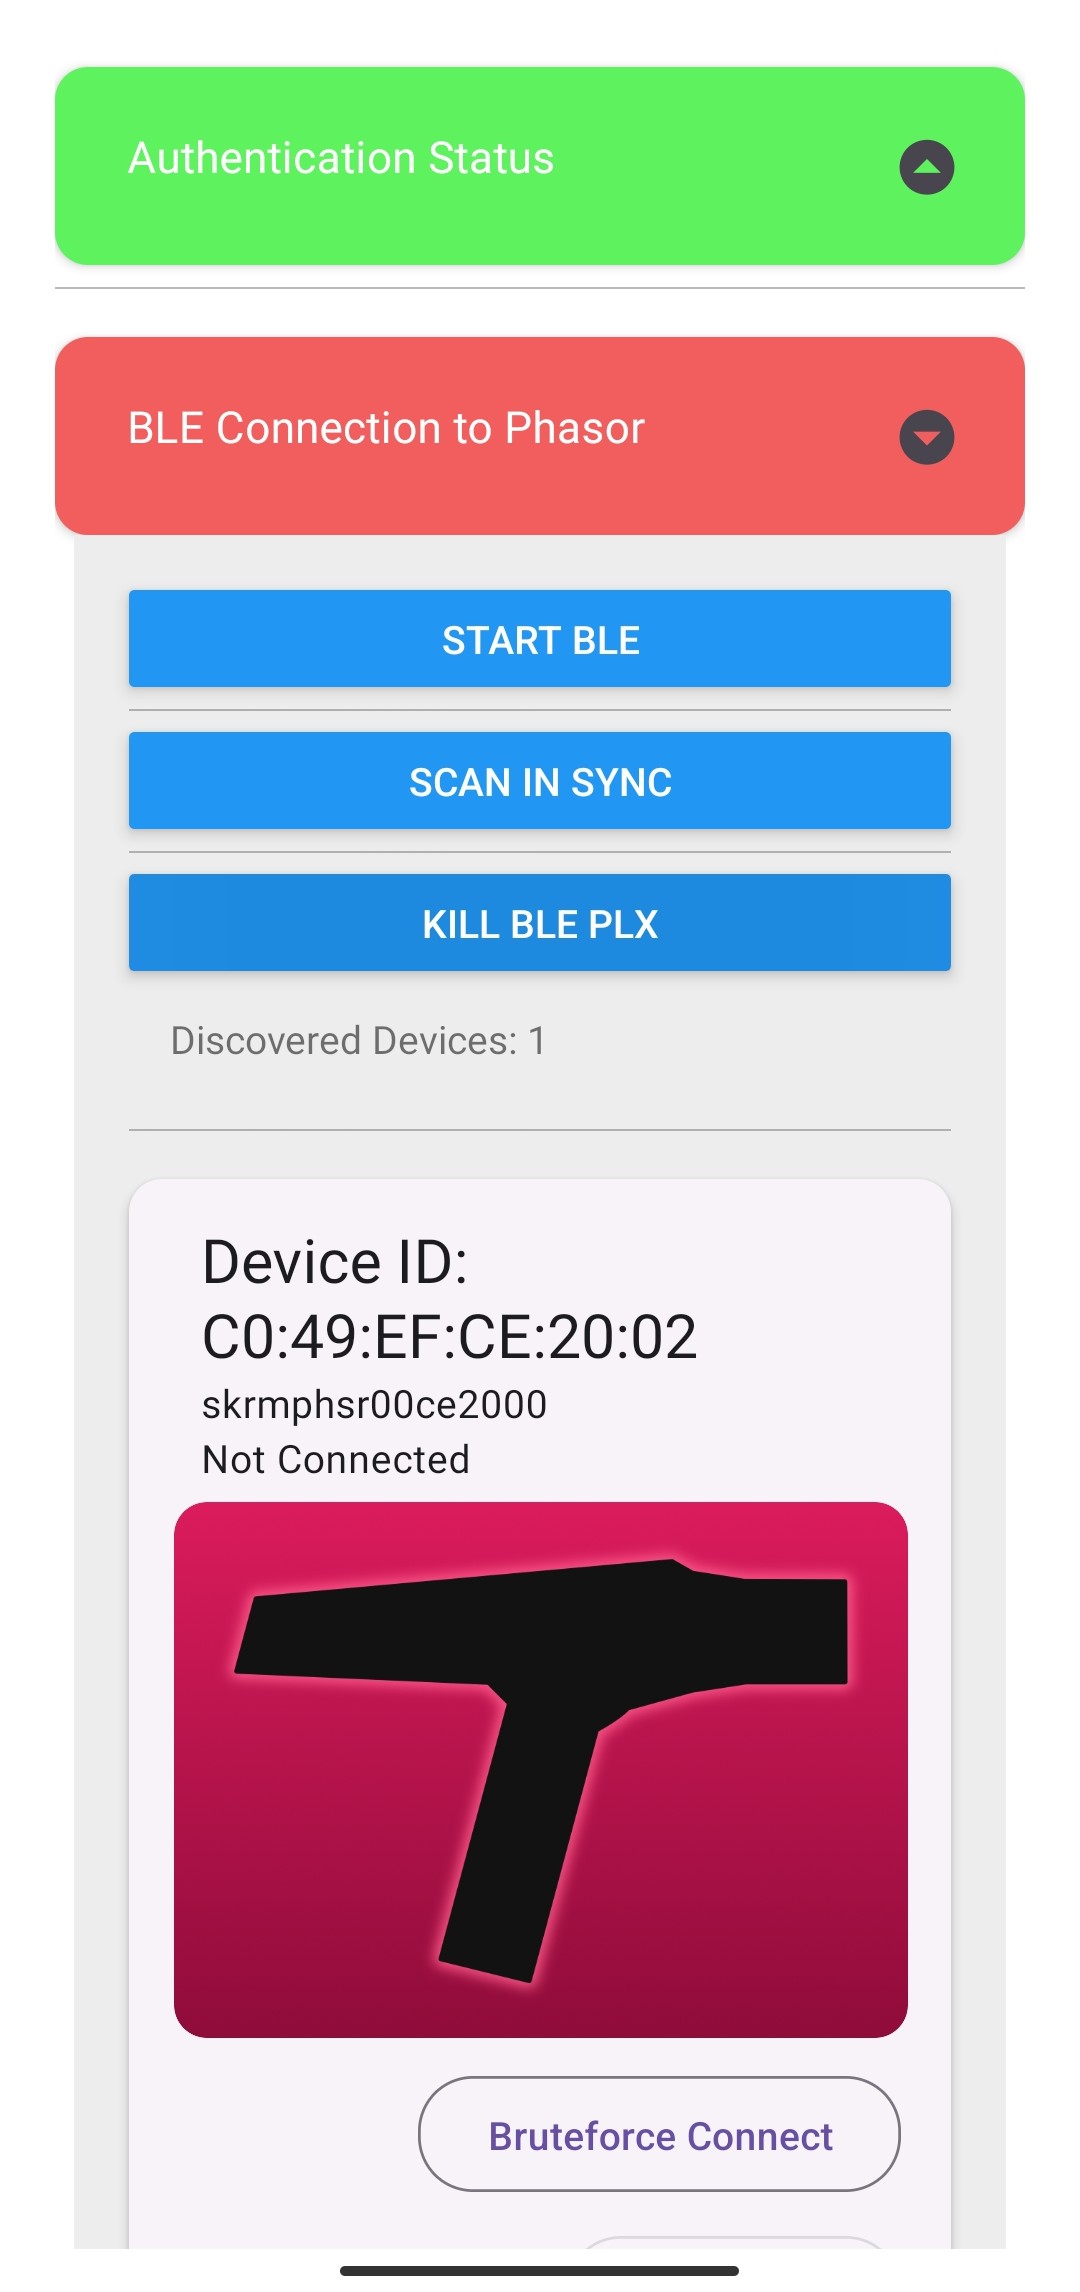 Authentication Status
BLE Connection to Phasor
START BLE
SCAN IN SYNC
KILL BLE PLX
Discovered Devices: 1
Device ID:
C0:49:EF:CE:20:02
skrmphsr00ce2000
Not Connected
Bruteforce Connect